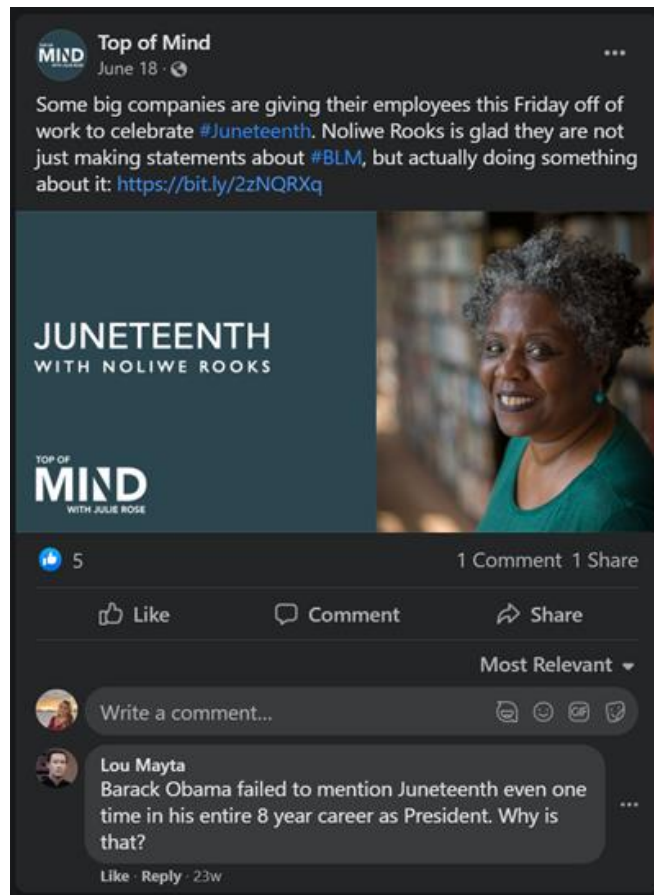 Top of Mind
June 18
Some big companies are giving their employees this Friday off of
work to celebrate #Juneteenth. Noliwe Rooks is glad they are not
just making statements about #BLM, but actually doing something
about it: https://bit.ly/2zNQRXq
JUNETEENTH
WITH NOLIWE ROOKS
TOP OF
MIND
WITH JULIE ROSE
5
1 Comment 1 Share
Like
Comment
Share
Most Relevant
Write a comment...
GIF
Lou Mayta
Barack Obama failed to mention Juneteenth even one
time in his entire 8 year career as President. Why is
that?
Like · Reply · 23w